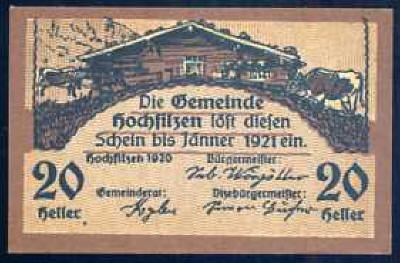 Die Gemeinde
Hochfilzen löst diesen
Schein bis Jänner 1921 ein.
Hochfilzen 1920 Bürgermeister:
20 Heller
Gemeinderat: Vizebürgermeister:
20 Heller